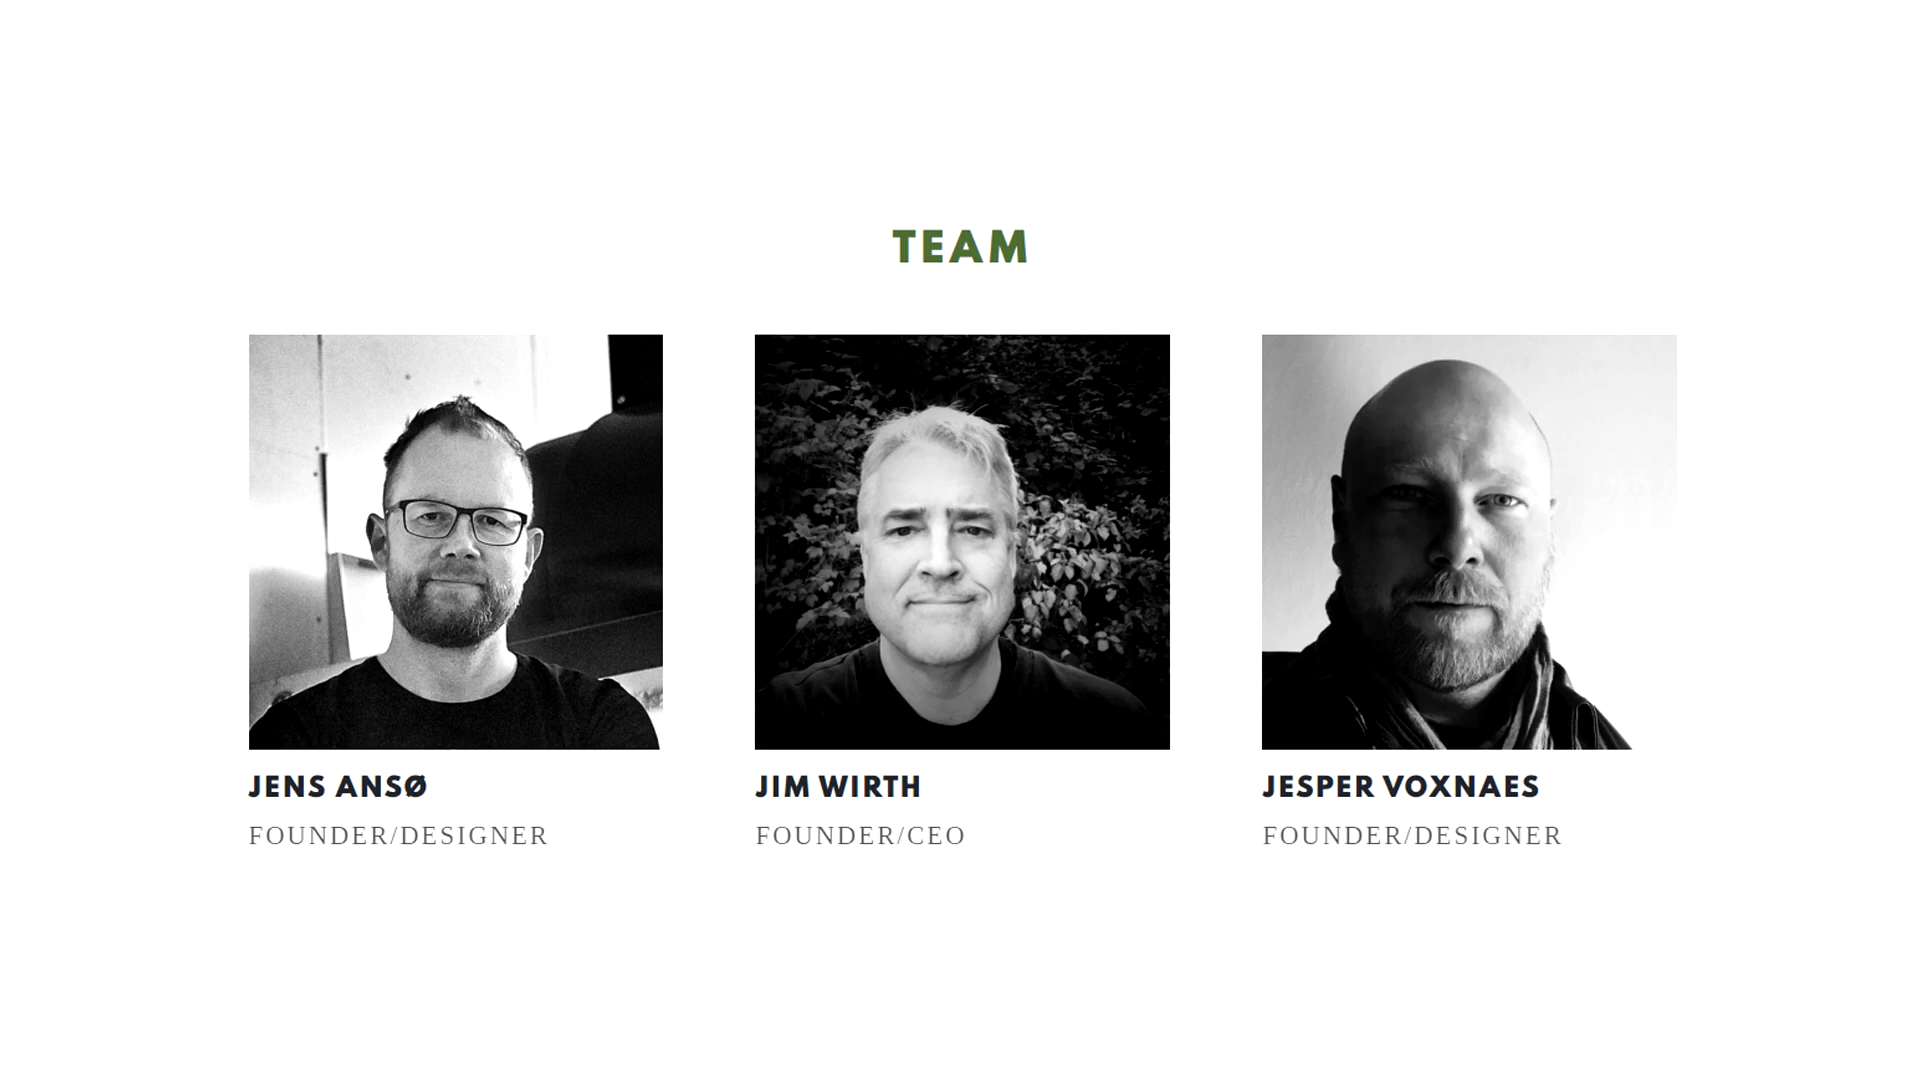 TEAM
JENS ANSØ
FOUNDER/DESIGNER
JIM WIRTH
FOUNDER/CEO
JESPER VOXNAES
FOUNDER/DESIGNER